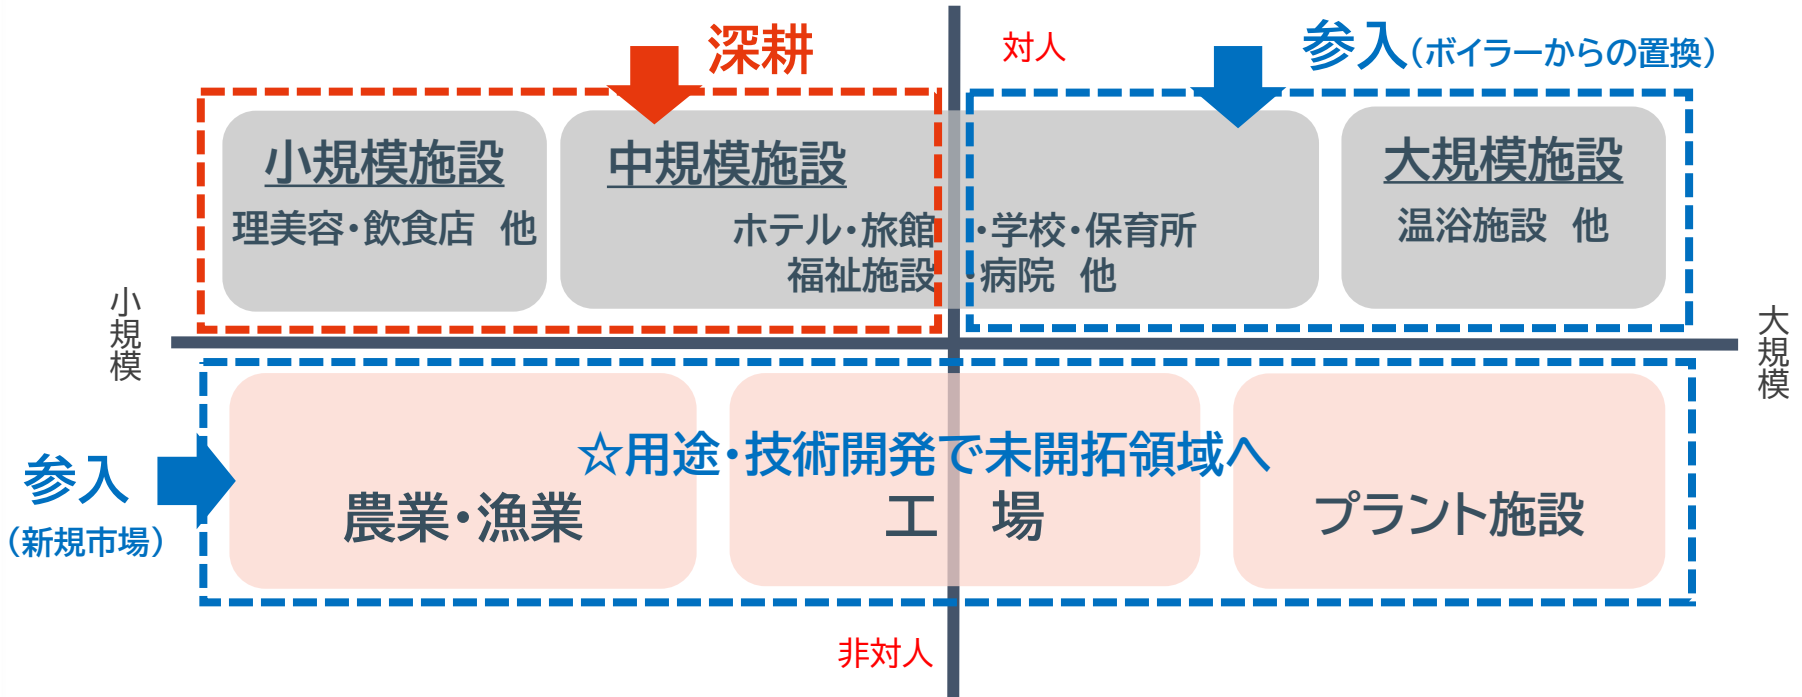 深耕
対人
参入(ボイラーからの置換)
小規模施設
理美容・飲食店 他
中規模施設
ホテル・旅館・学校・保育所
福祉施設・病院 他
大規模施設
温浴施設 他
小規模
大規模
参入
(新規市場)
☆用途・技術開発で未開拓領域へ
農業・漁業
工 場
プラント施設
非対人